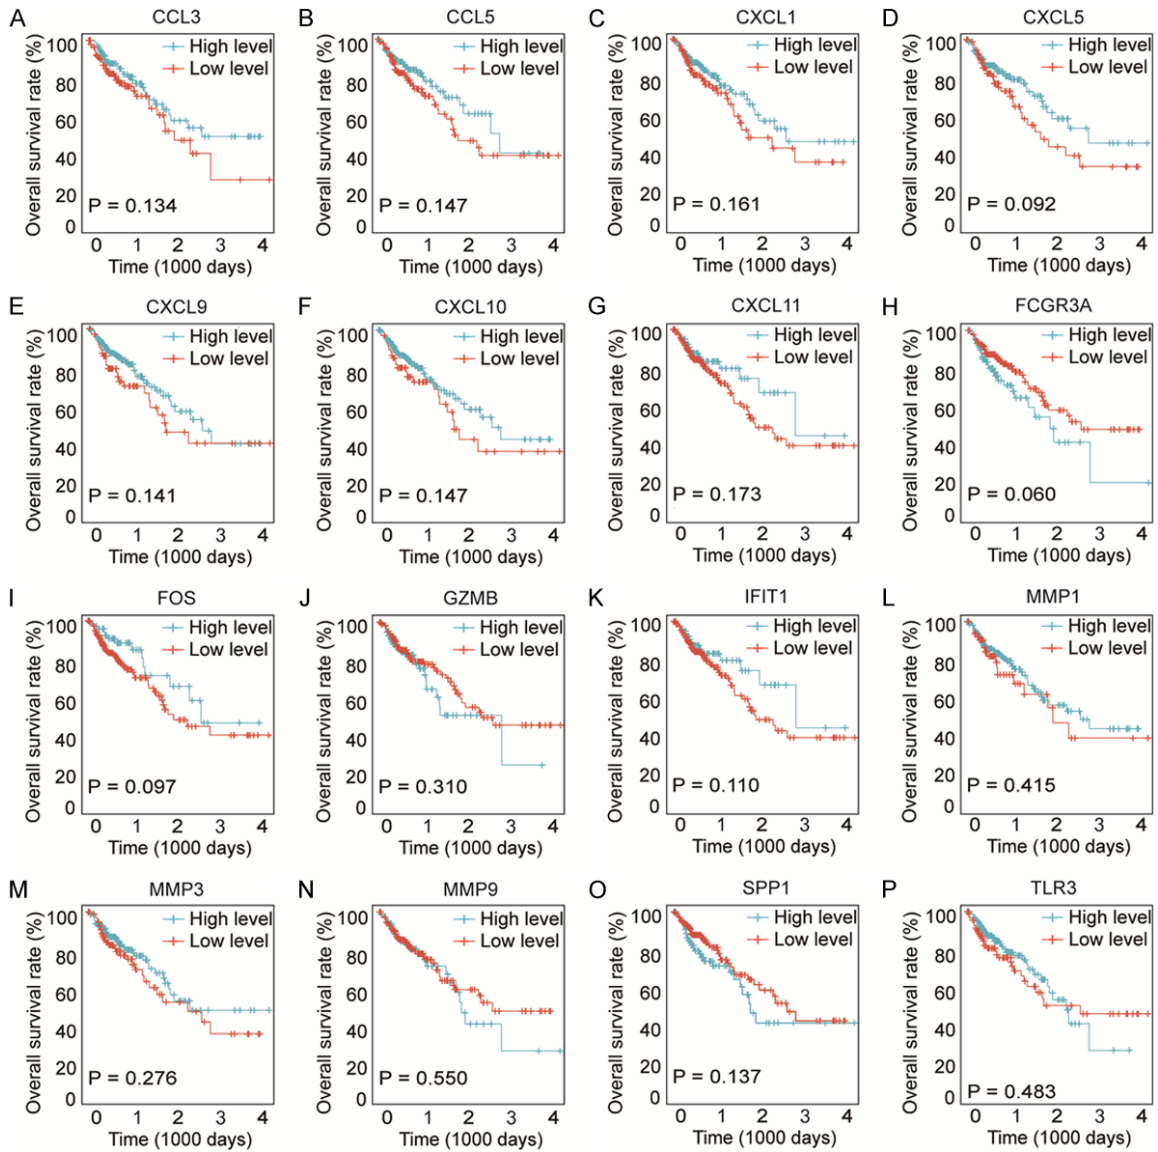 A CCL3
Overall survival rate (%)
100
80
60
40
20
0
High level
Low level
P = 0.134
0 1 2 3 4
Time (1000 days)
B CCL5
Overall survival rate (%)
100
80
60
40
20
0
High level
Low level
P = 0.147
0 1 2 3 4
Time (1000 days)
C CXCL1
Overall survival rate (%)
100
80
60
40
20
0
High level
Low level
P = 0.161
0 1 2 3 4
Time (1000 days)
D CXCL5
Overall survival rate (%)
100
80
60
40
20
0
High level
Low level
P = 0.092
0 1 2 3 4
Time (1000 days)
E CXCL9
Overall survival rate (%)
100
80
60
40
20
0
High level
Low level
P = 0.141
0 1 2 3 4
Time (1000 days)
F CXCL10
Overall survival rate (%)
100
80
60
40
20
0
High level
Low level
P = 0.147
0 1 2 3 4
Time (1000 days)
G CXCL11
Overall survival rate (%)
100
80
60
40
20
0
High level
Low level
P = 0.173
0 1 2 3 4
Time (1000 days)
H FCGR3A
Overall survival rate (%)
100
80
60
40
20
0
High level
Low level
P = 0.060
0 1 2 3 4
Time (1000 days)
I FOS
Overall survival rate (%)
100
80
60
40
20
0
High level
Low level
P = 0.097
0 1 2 3 4
Time (1000 days)
J GZMB
Overall survival rate (%)
100
80
60
40
20
0
High level
Low level
P = 0.310
0 1 2 3 4
Time (1000 days)
K IFIT1
Overall survival rate (%)
100
80
60
40
20
0
High level
Low level
P = 0.110
0 1 2 3 4
Time (1000 days)
L MMP1
Overall survival rate (%)
100
80
60
40
20
0
High level
Low level
P = 0.415
0 1 2 3 4
Time (1000 days)
M MMP3
Overall survival rate (%)
100
80
60
40
20
0
High level
Low level
P = 0.276
0 1 2 3 4
Time (1000 days)
N MMP9
Overall survival rate (%)
100
80
60
40
20
0
High level
Low level
P = 0.550
0 1 2 3 4
Time (1000 days)
O SPP1
Overall survival rate (%)
100
80
60
40
20
0
High level
Low level
P = 0.137
0 1 2 3 4
Time (1000 days)
P TLR3
Overall survival rate (%)
100
80
60
40
20
0
High level
Low level
P = 0.483
0 1 2 3 4
Time (1000 days)